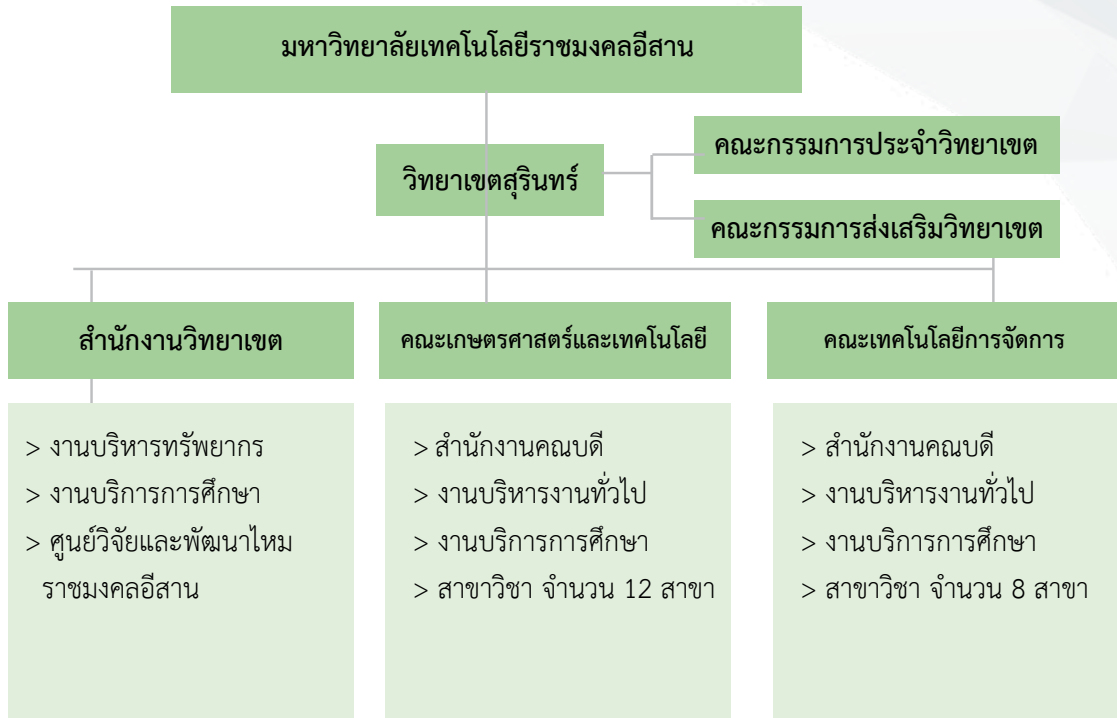 มหาวิทยาลัยเทคโนโลยีราชมงคลอีสาน
คณะกรรมการประจำวิทยาเขต
วิทยาเขตสุรินทร์
คณะกรรมการส่งเสริมวิทยาเขต
สำนักงานวิทยาเขต
> งานบริหารทรัพยากร
> งานบริการการศึกษา
> ศูนย์วิจัยและพัฒนาไหม
ราชมงคลอีสาน
คณะเกษตรศาสตร์และเทคโนโลยี
> สำนักงานคณบดี
> งานบริหารงานทั่วไป
> งานบริการการศึกษา
> สาขาวิชา จำนวน 12 สาขา
คณะเทคโนโลยีการจัดการ
> สำนักงานคณบดี
> งานบริหารงานทั่วไป
> งานบริการการศึกษา
> สาขาวิชา จำนวน 8 สาขา